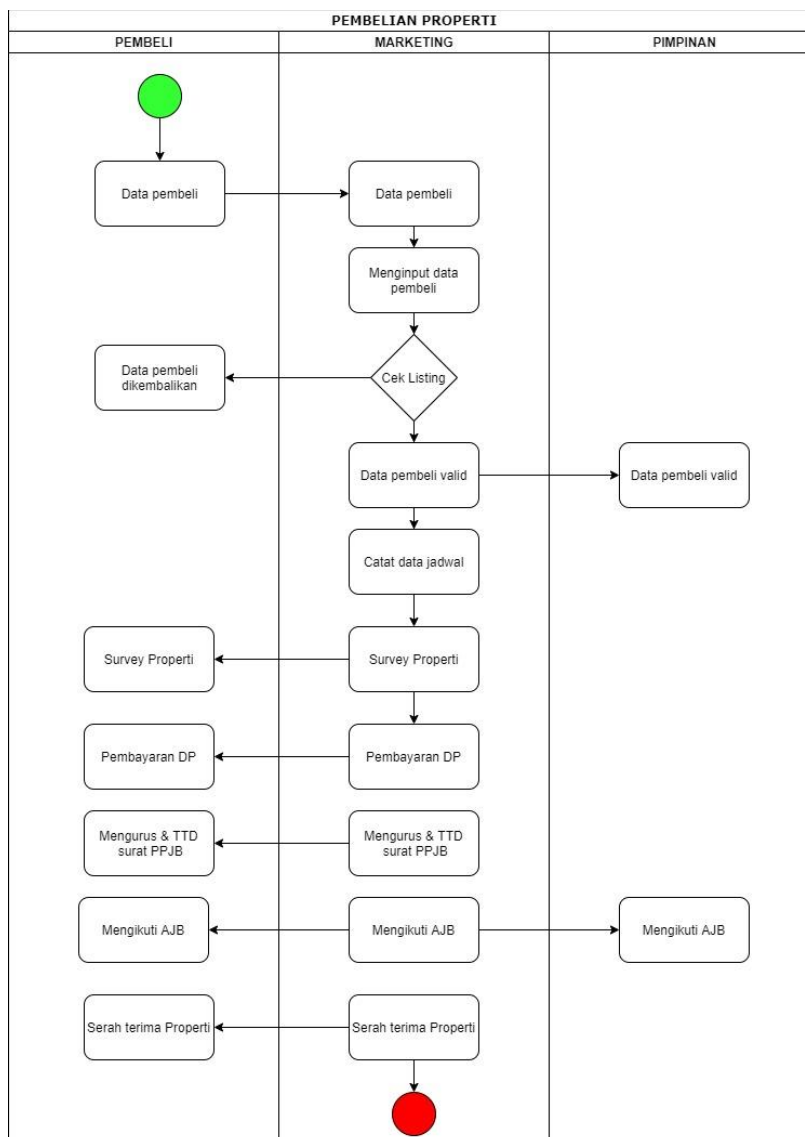 PEMBELIAN PROPERTI
PEMBELI
MARKETING
PIMPINAN
Data pembeli
Data pembeli
Menginput data
pembeli
Data pembeli
dikembalikan
Cek Listing
Data pembeli valid
Data pembeli valid
Catat data jadwal
Survey Properti
Survey Properti
Pembayaran DP
Pembayaran DP
Mengurus & TTD
surat PPJB
Mengurus & TTD
surat PPJB
Mengikuti AJB
Mengikuti AJB
Mengikuti AJB
Serah terima Properti
Serah terima Properti